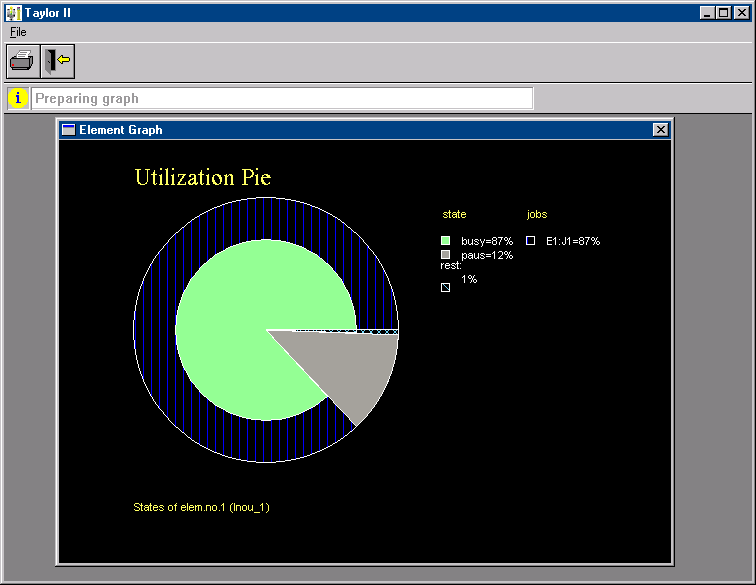 Taylor II
File
i Preparing graph
Element Graph
Utilization Pie
state jobs
busy=87% E1:J1=87%
paus=12%
rest:
1%
States of elem.no.1 (Inou_1)